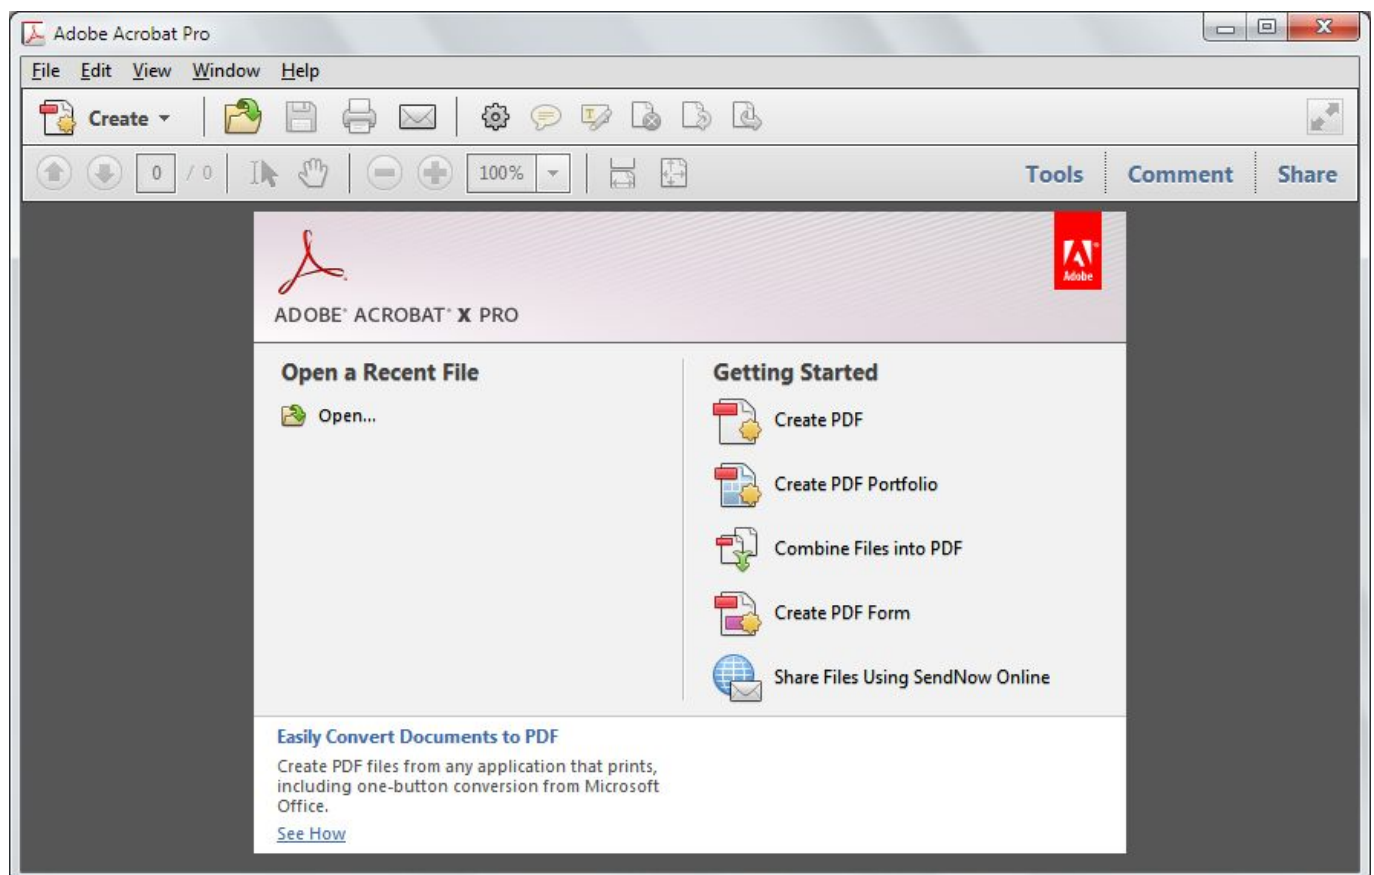 Adobe Acrobat Pro
File Edit View Window Help
Create
0 / 0 100% Tools Comment Share
Adobe
ADOBE® ACROBAT® X PRO
Open a Recent File
Open...
Getting Started
Create PDF
Create PDF Portfolio
Combine Files into PDF
Create PDF Form
Share Files Using SendNow Online
Easily Convert Documents to PDF
Create PDF files from any application that prints,
including one-button conversion from Microsoft
Office.
See How